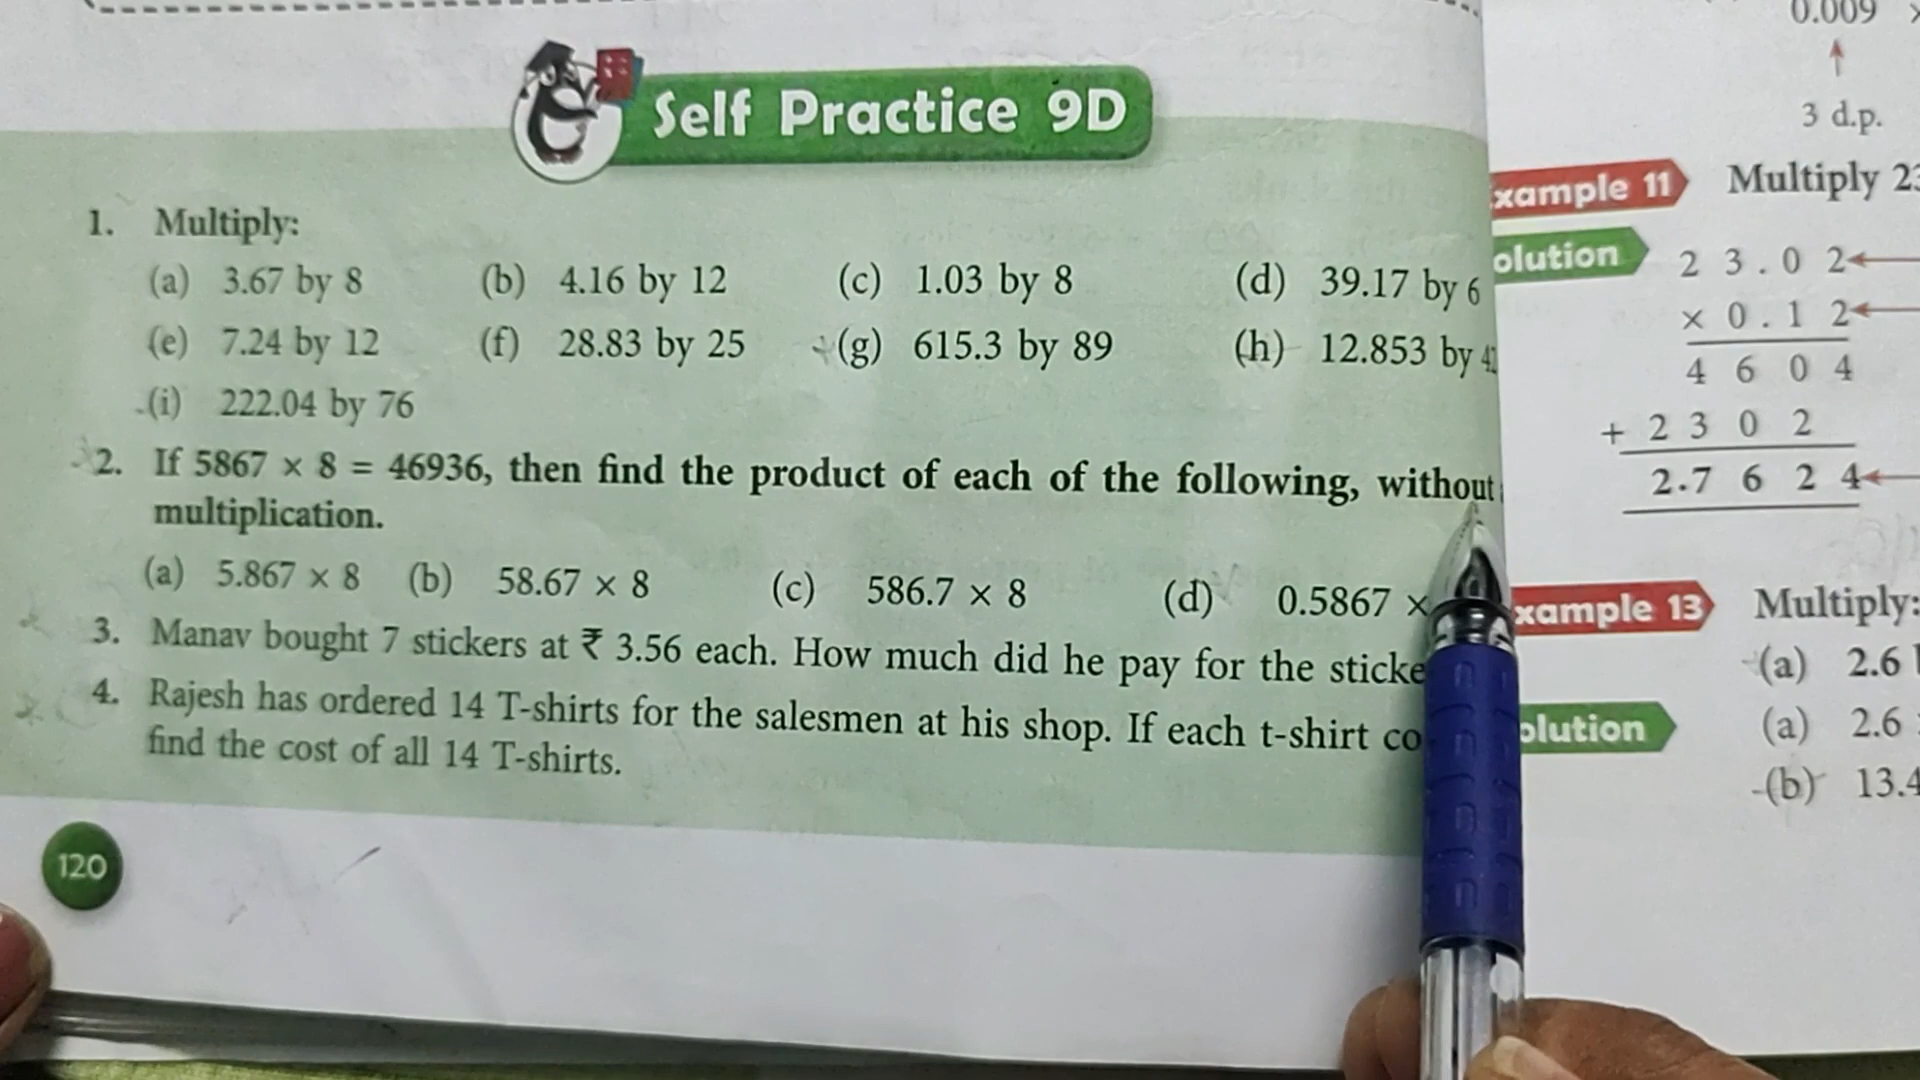 0.009
3 d.p.
Self Practice 9D
1. Multiply:
(a) 3.67 by 8 (b) 4.16 by 12 (c) 1.03 by 8 (d) 39.17 by 6
(e) 7.24 by 12 (f) 28.83 by 25 (g) 615.3 by 89 (h) 12.853 by
(i) 222.04 by 76
2. If 5867 × 8 = 46936, then find the product of each of the following, without
multiplication.
(a) 5.867 × 8 (b) 58.67 × 8 (c) 586.7 × 8 (d) 0.5867 ×
3. Manav bought 7 stickers at ₹ 3.56 each. How much did he pay for the
4. Rajesh has ordered 14 T-shirts for the salesmen at his shop. If each t-shirt
find the cost of all 14 T-shirts.
120
xample 11 Multiply
olution 2 3 . 0 2
× 0 . 1 2
4 6 0 4
+ 2 3 0 2
2.7 6 2 4
xample 13 Multiply:
(a) 2.6
olution (a) 2.6
(b) 13.4